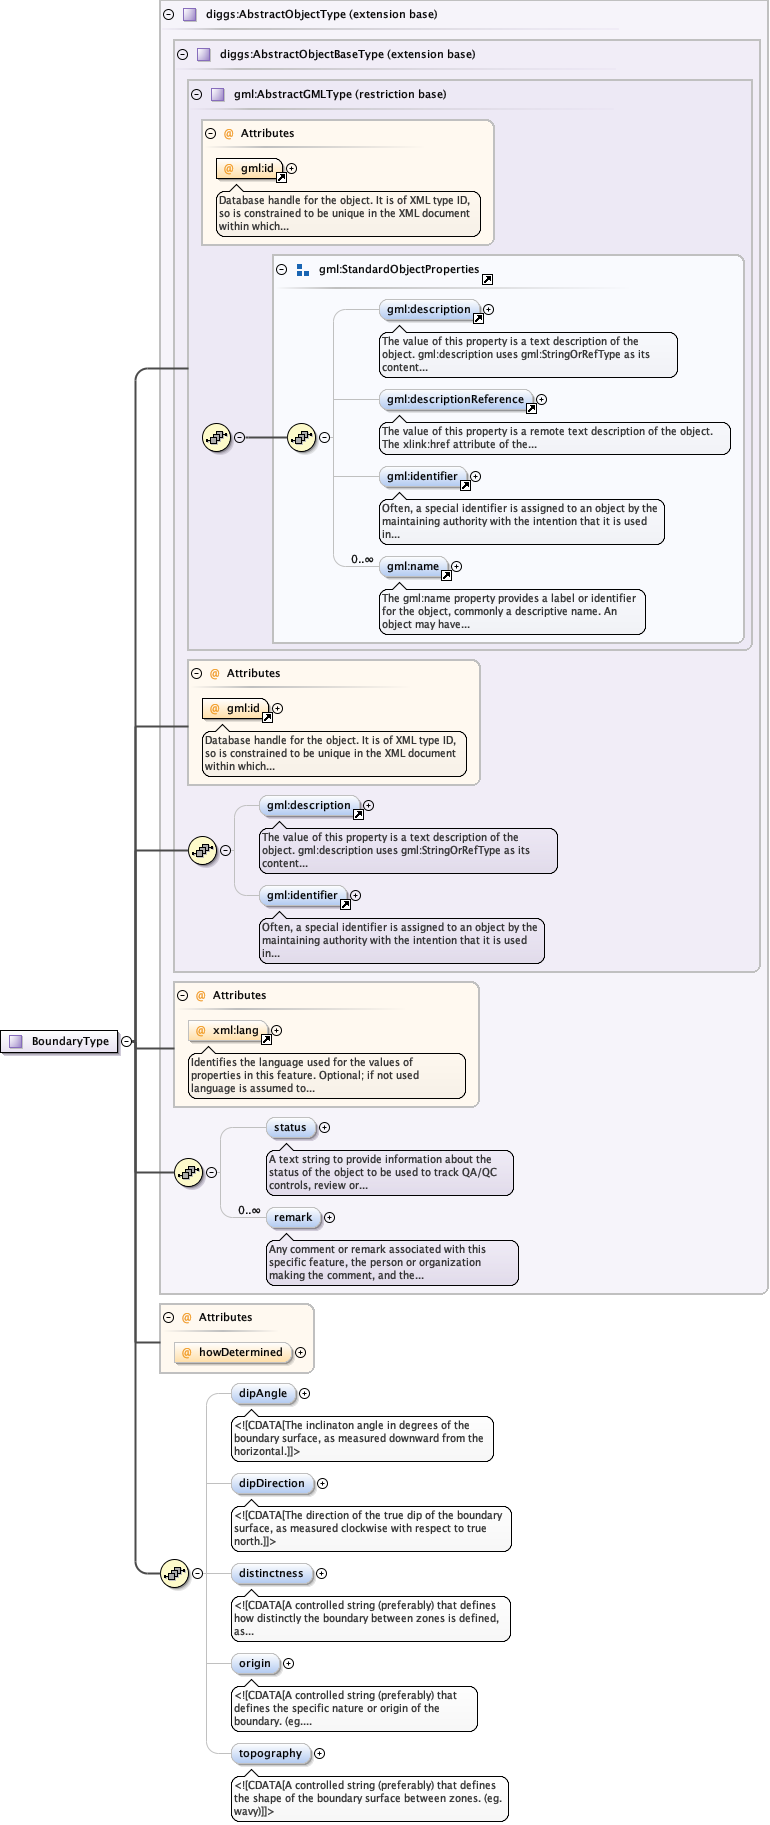 diggs:AbstractObjectType (extension base)
diggs:AbstractObjectBaseType (extension base)
gml:AbstractGMLType (restriction base)
@ Attributes
@ gml:id
Database handle for the object. It is of XML type ID,
so is constrained to be unique in the XML document
within which...
gml:StandardObjectProperties
gml:description
The value of this property is a text description of the
object. gml:description uses gml:StringOrRefType as its
content...
gml:descriptionReference
The value of this property is a remote text description of the object.
The xlink:href attribute of the...
gml:identifier
Often, a special identifier is assigned to an object by the
maintaining authority with the intention that it is used
in...
0..∞
gml:name
The gml:name property provides a label or identifier
for the object, commonly a descriptive name. An
object may have...
@ Attributes
@ gml:id
Database handle for the object. It is of XML type ID,
so is constrained to be unique in the XML document
within which...
gml:description
The value of this property is a text description of the
object. gml:description uses gml:StringOrRefType as its
content...
gml:identifier
Often, a special identifier is assigned to an object by the
maintaining authority with the intention that it is used
in...
@ Attributes
@ xml:lang
BoundaryType
Identifies the language used for the values of
properties in this feature. Optional; if not used
language is assumed to...
status
A text string to provide information about the
status of the object to be used to track QA/QC
controls, review or...
0..∞
remark
Any comment or remark associated with this
specific feature, the person or organization
making the comment, and the...
@ Attributes
@ howDetermined
dipAngle
<![CDATA[The inclinaton angle in degrees of the
boundary surface, as measured downward from the
horizontal.]]>
dipDirection
<![CDATA[The direction of the true dip of the boundary
surface, as measured clockwise with respect to true
north.]]>
distinctness
<![CDATA[A controlled string (preferably) that defines
how distinctly the boundary between zones is defined,
as...
origin
<![CDATA[A controlled string (preferably) that
defines the specific nature or origin of the
boundary. (eg....
topography
<![CDATA[A controlled string (preferably) that defines
the shape of the boundary surface between zones. (eg.
wavy)]]>